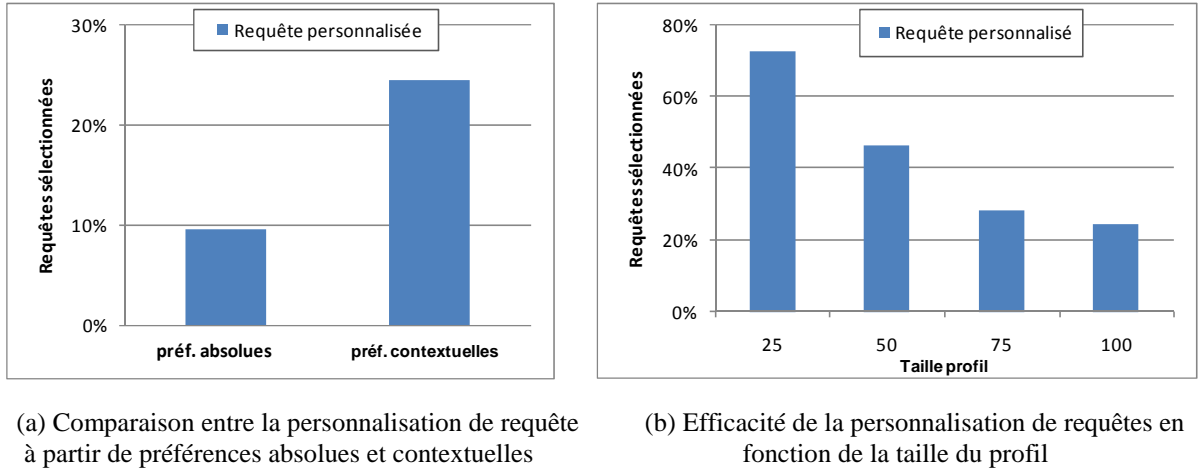 30%
20%
10%
0%
Requêtes sélectionnées
Requête personnalisée
préf. absolues
préf. contextuelles
80%
60%
40%
20%
0%
Requêtes sélectionnées
Requête personnalisé
25
50
75
100
Taille profil
(a) Comparaison entre la personnalisation de requête
à partir de préférences absolues et contextuelles
(b) Efficacité de la personnalisation de requêtes en
fonction de la taille du profil